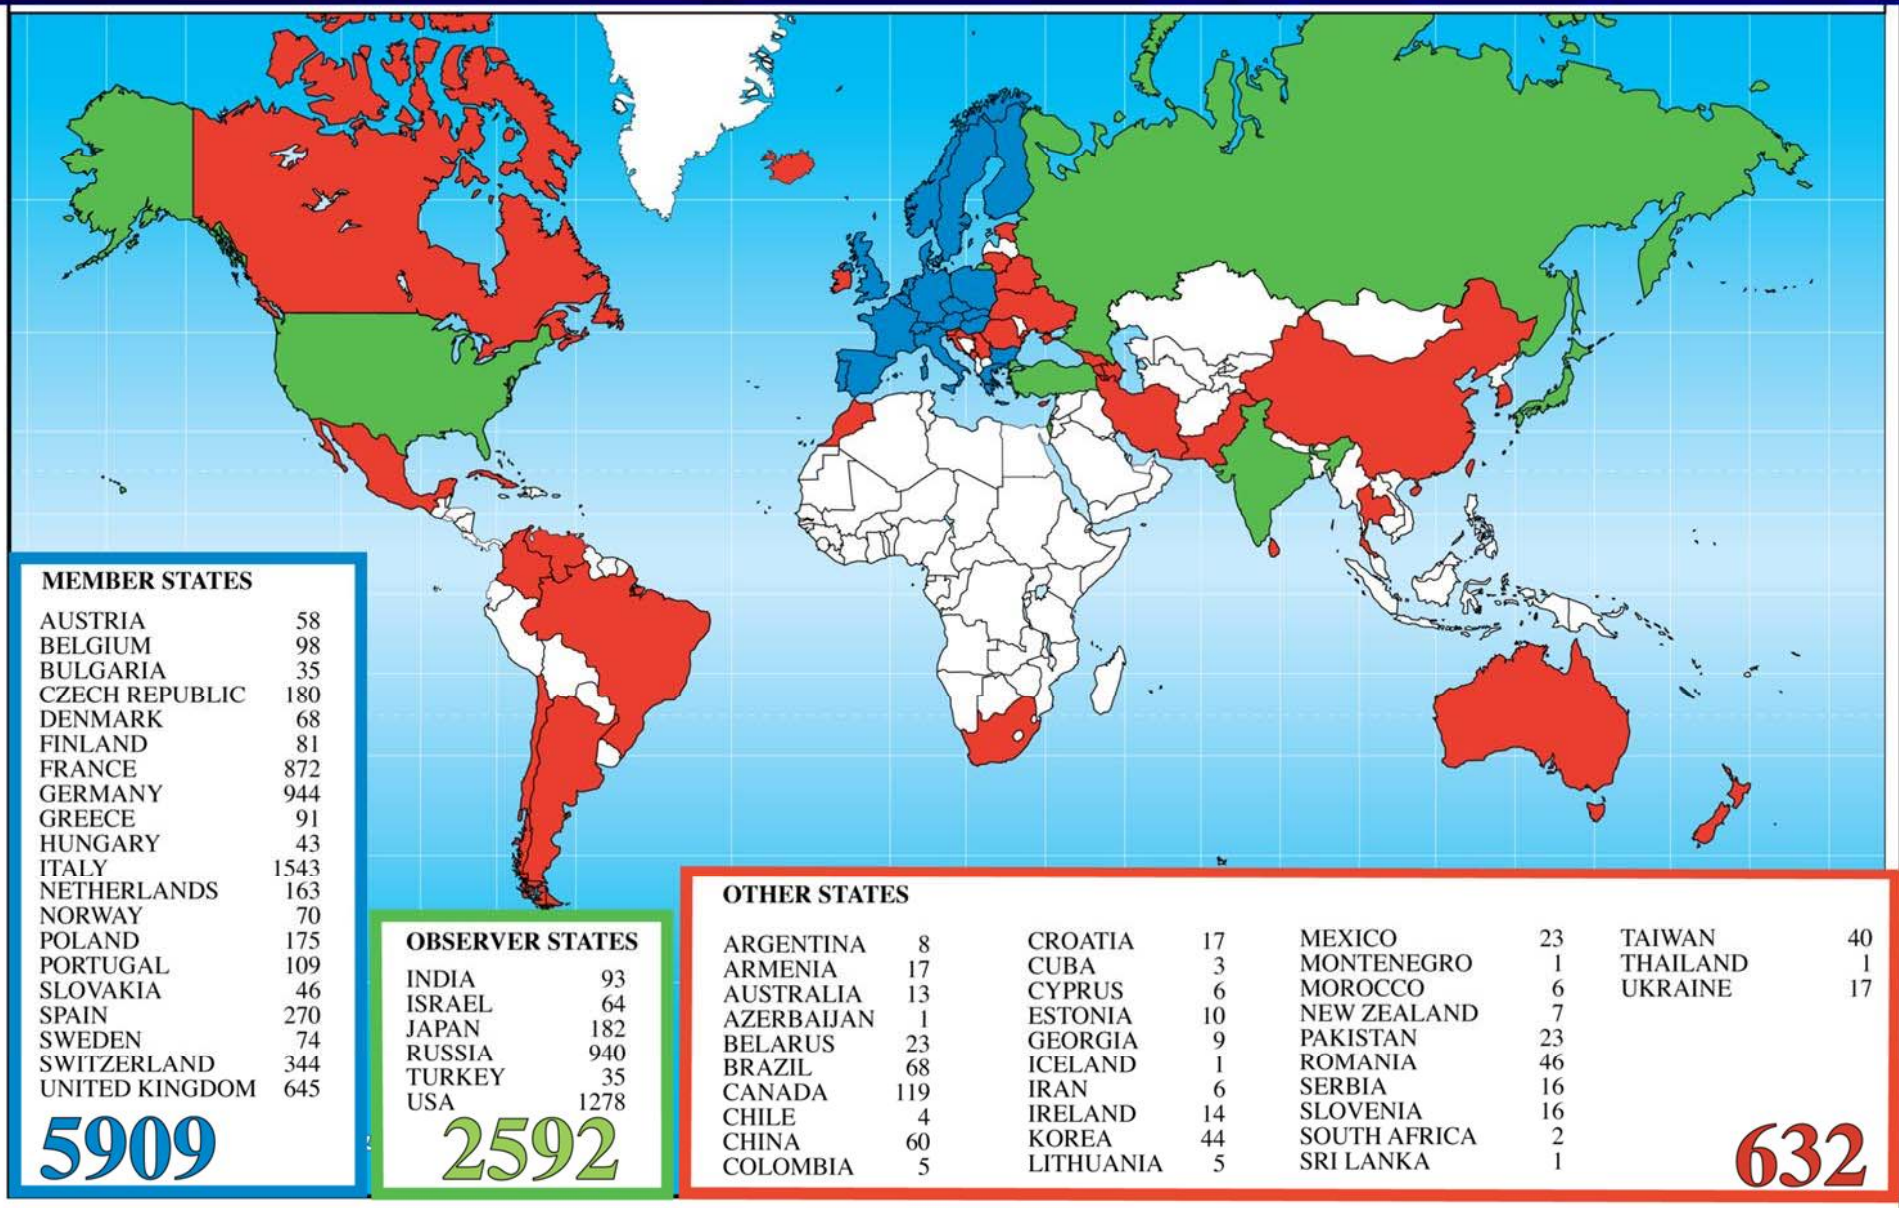 MEMBER STATES
AUSTRIA 58
BELGIUM 98
BULGARIA 35
CZECH REPUBLIC 180
DENMARK 68
FINLAND 81
FRANCE 872
GERMANY 944
GREECE 91
HUNGARY 43
ITALY 1543
NETHERLANDS 163
NORWAY 70
POLAND 175
PORTUGAL 109
SLOVAKIA 46
SPAIN 270
SWEDEN 74
SWITZERLAND 344
UNITED KINGDOM 645
5909
OBSERVER STATES
INDIA 93
ISRAEL 64
JAPAN 182
RUSSIA 940
TURKEY 35
USA 1278
2592
OTHER STATES
ARGENTINA 8
ARMENIA 17
AUSTRALIA 13
AZERBAIJAN 1
BELARUS 23
BRAZIL 68
CANADA 119
CHILE 4
CHINA 60
COLOMBIA 5
CROATIA 17
CUBA 3
CYPRUS 6
ESTONIA 10
GEORGIA 9
ICELAND 1
IRAN 6
IRELAND 14
KOREA 44
LITHUANIA 5
MEXICO 23
MONTENEGRO 1
MOROCCO 6
NEW ZEALAND 7
PAKISTAN 23
ROMANIA 46
SERBIA 16
SLOVENIA 16
SOUTH AFRICA 2
SRI LANKA 1
TAIWAN 40
THAILAND 1
UKRAINE 17
632